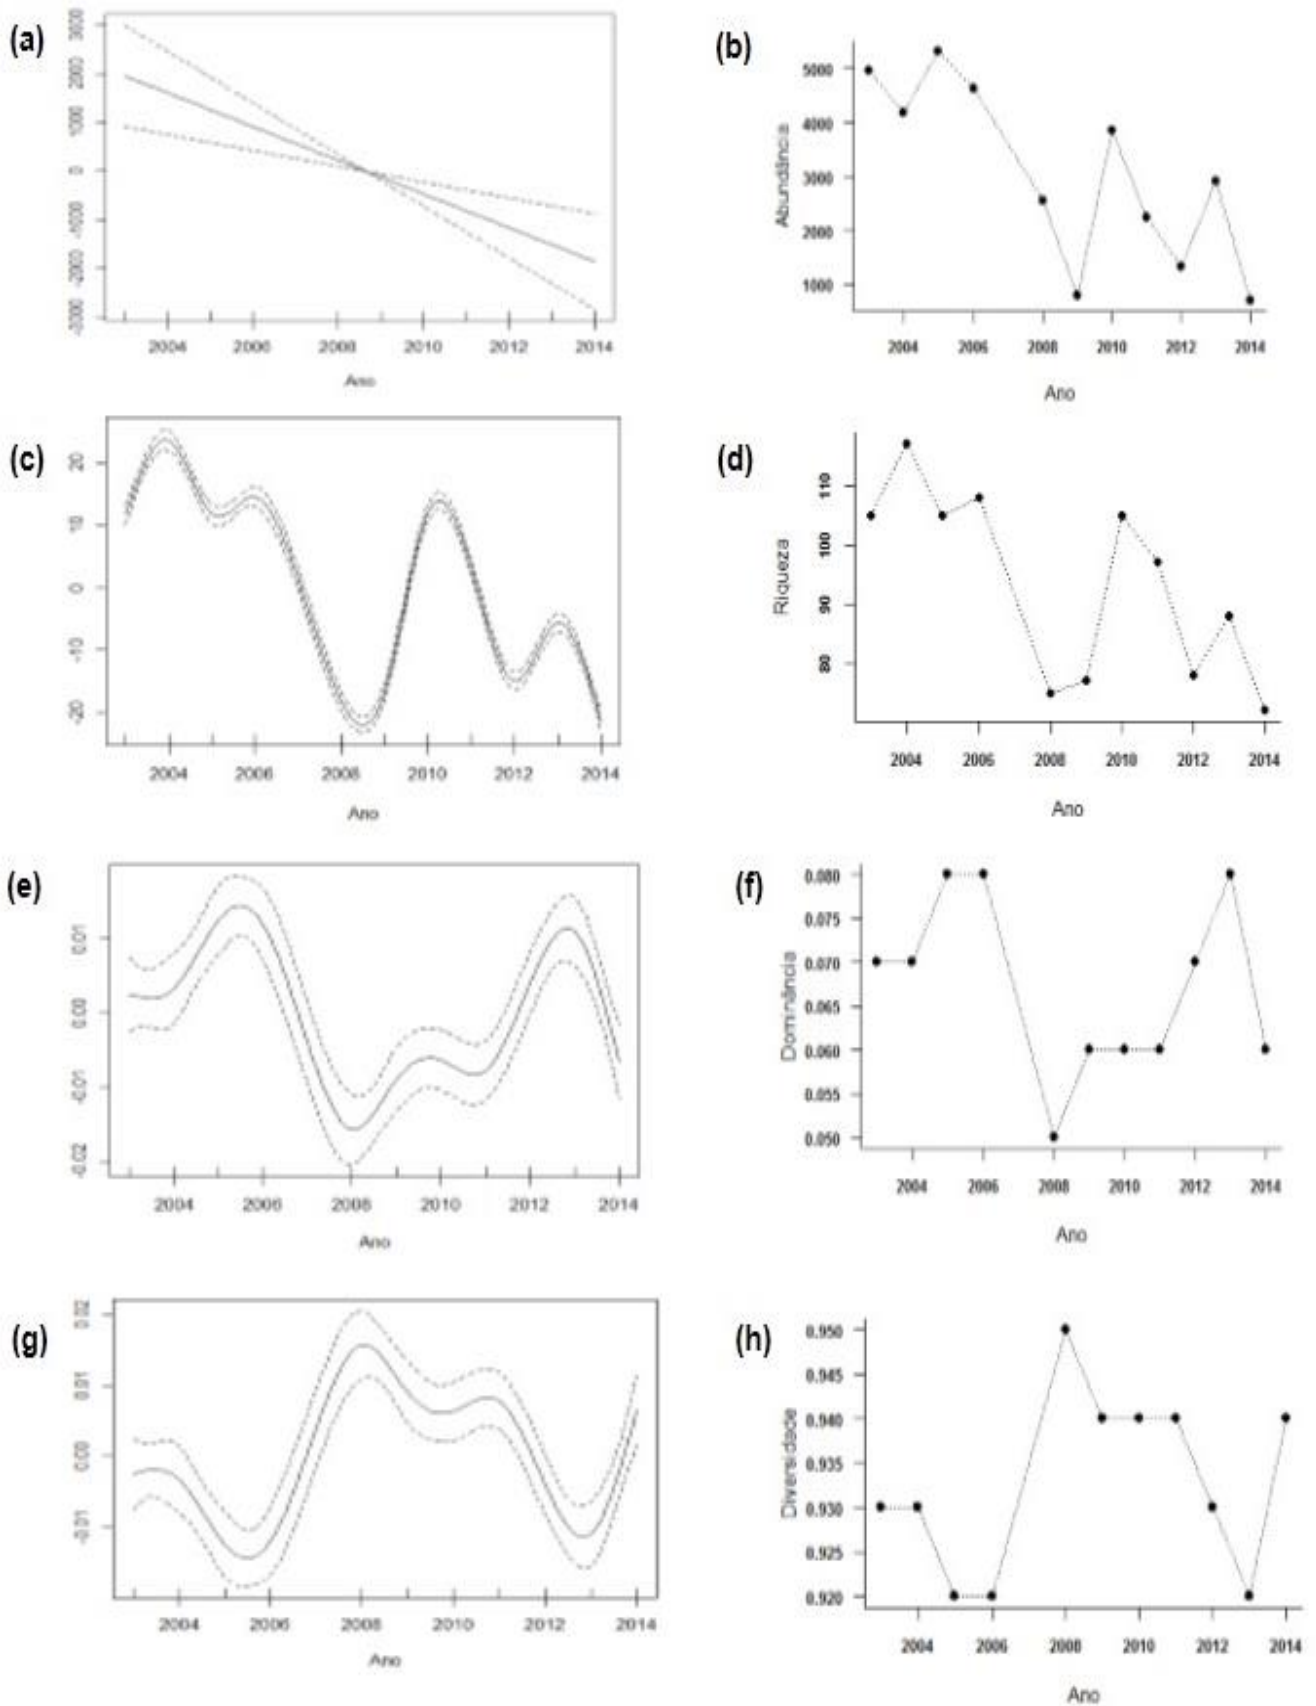 (a)
3000
2000
1000
0
-1000
-2000
-3000
2004 2006 2008 2010 2012 2014
Ano
(b)
Abundância
5000
4000
3000
2000
1000
2004 2006 2008 2010 2012 2014
Ano
(c)
20
10
0
-10
-20
2004 2006 2008 2010 2012 2014
Ano
(d)
Riqueza
110
100
90
80
2004 2006 2008 2010 2012 2014
Ano
(e)
0.01
0.00
-0.01
-0.02
2004 2006 2008 2010 2012 2014
Ano
(f)
Dominância
0.080
0.075
0.070
0.065
0.060
0.055
0.050
2004 2006 2008 2010 2012 2014
Ano
(g)
0.02
0.01
0.00
-0.01
2004 2006 2008 2010 2012 2014
Ano
(h)
Diversidade
0.950
0.945
0.940
0.935
0.930
0.925
0.920
2004 2006 2008 2010 2012 2014
Ano